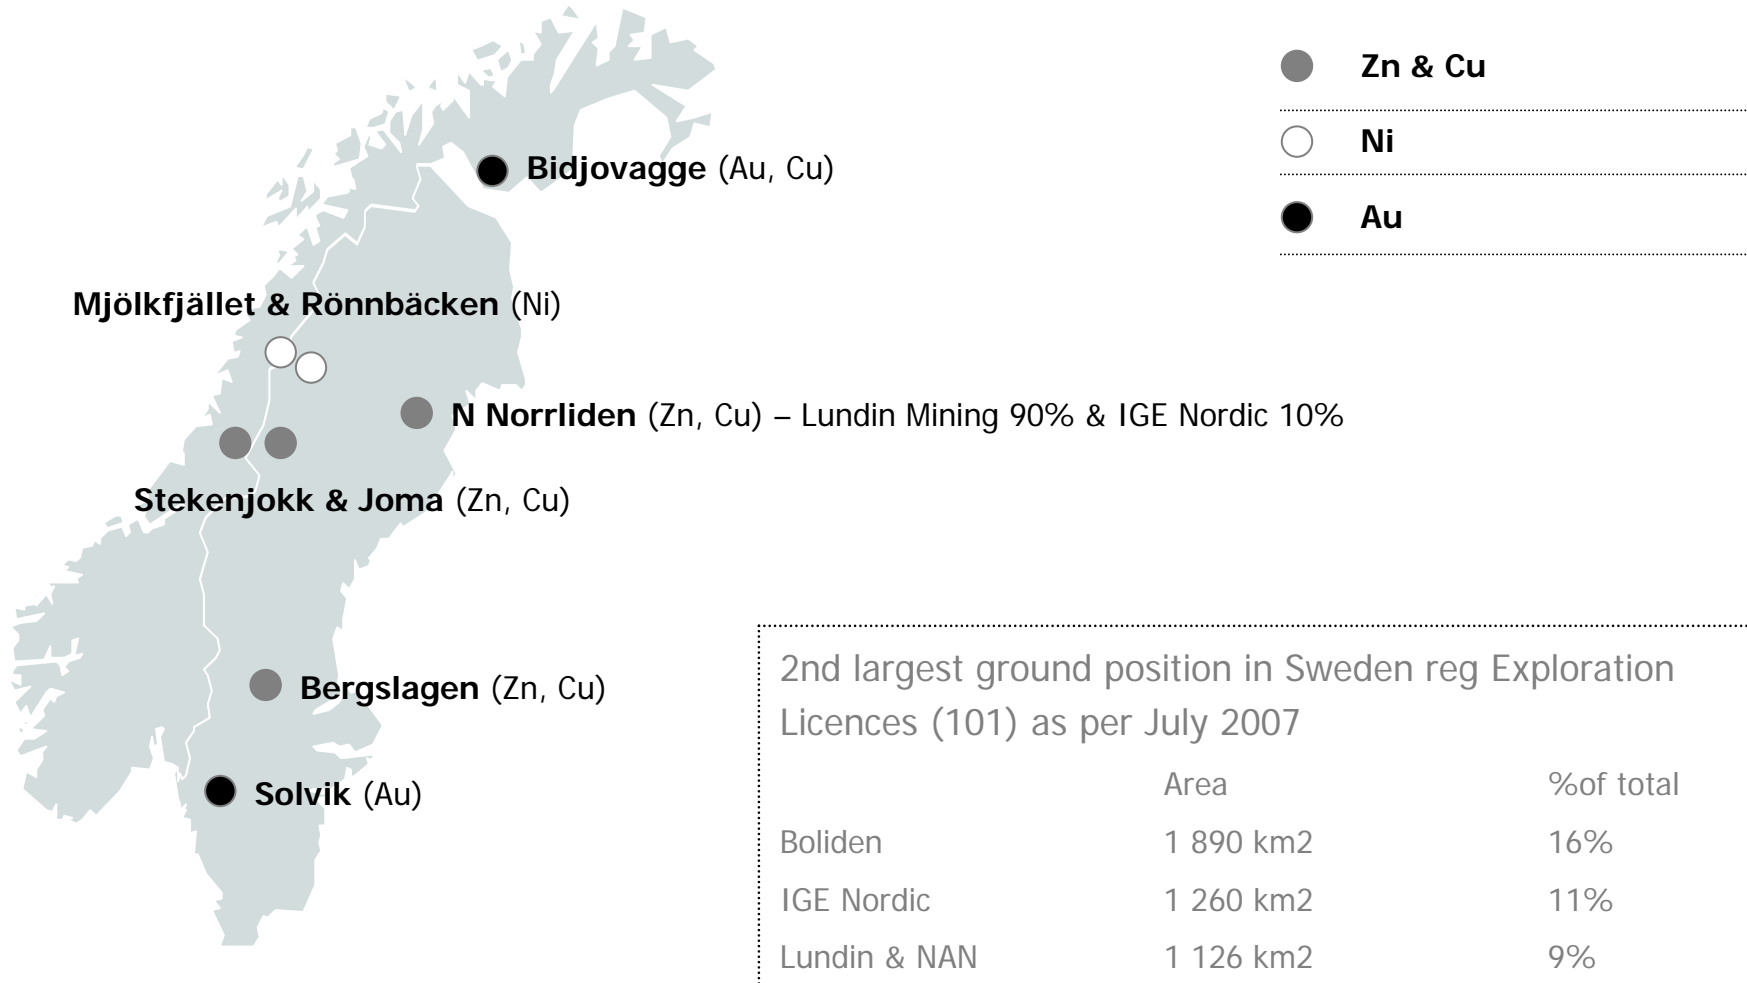 Zn & Cu
Ni
Au
Bidjovagge (Au, Cu)
Mjölkfjället & Rönnbäcken (Ni)
N Norrliden (Zn, Cu) – Lundin Mining 90% & IGE Nordic 10%
Stekenjokk & Joma (Zn, Cu)
Bergslagen (Zn, Cu)
Solvik (Au)
2nd largest ground position in Sweden reg Exploration
Licences (101) as per July 2007
Area %of total
Boliden 1 890 km2 16%
IGE Nordic 1 260 km2 11%
Lundin & NAN 1 126 km2 9%